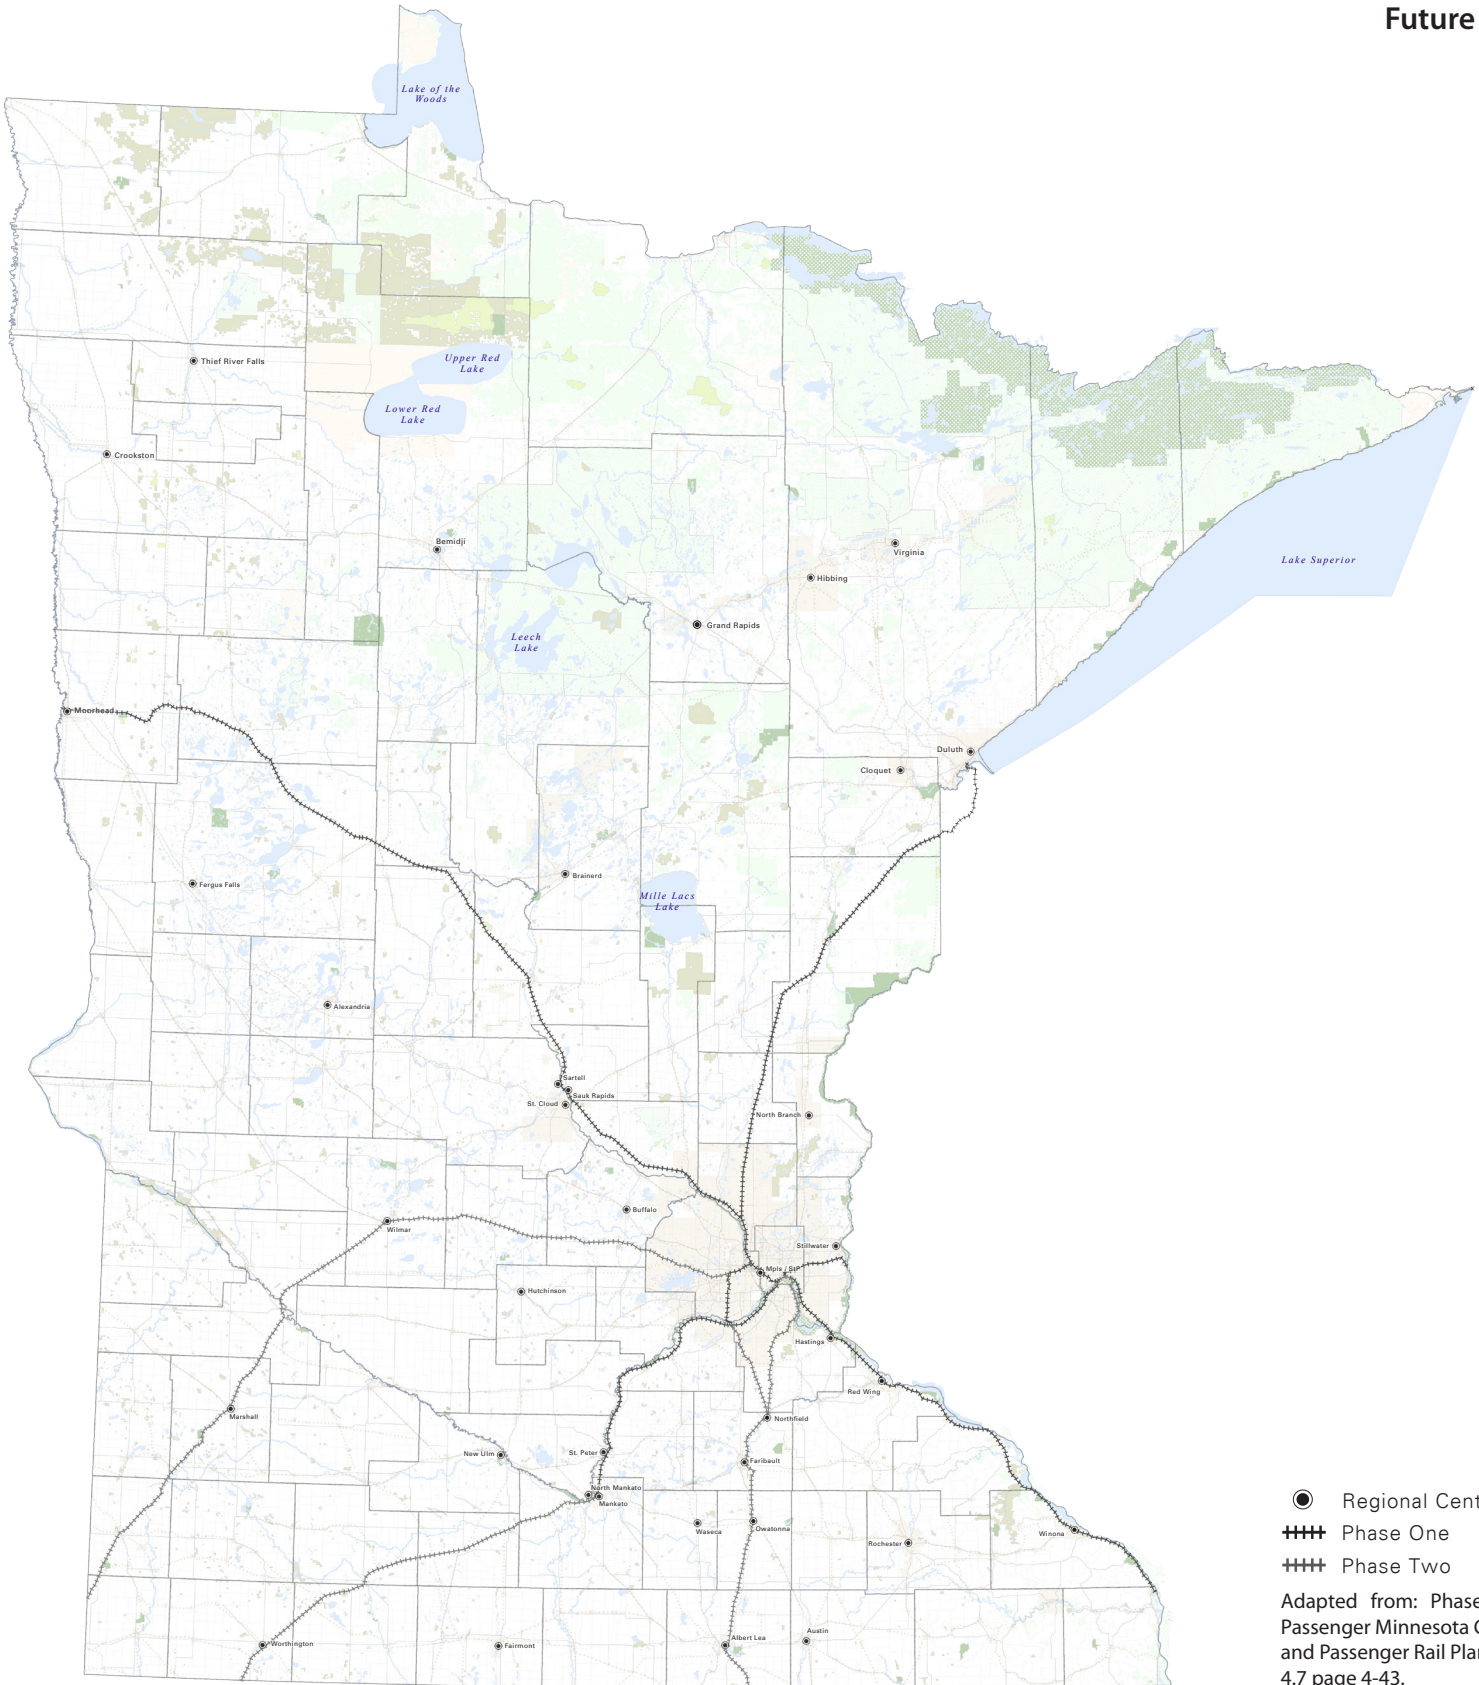 Future
Lake of the
Woods
Thief River Falls
Upper Red
Lake
Lower Red
Lake
Crookston
Bemidji
Virginia
Hibbing
Lake Superior
Grand Rapids
Leech
Lake
Moorhead
Duluth
Cloquet
Brainerd
Fergus Falls
Mille Lacs
Lake
Alexandria
Sartell
Sauk Rapids
St. Cloud
North Branch
Buffalo
Wilmar
Stillwater
Mpls / StP
Hutchinson
Hastings
Red Wing
Marshall
Northfield
New Ulm
St. Peter
Faribault
North Mankato
Mankato
Waseca
Owatonna
Rochester
Winona
Worthington
Fairmont
Albert Lea
Austin
Regional Cent
Phase One
Phase Two
Adapted from: Phase
Passenger Minnesota
and Passenger Rail Plan
4.7 page 4-43.